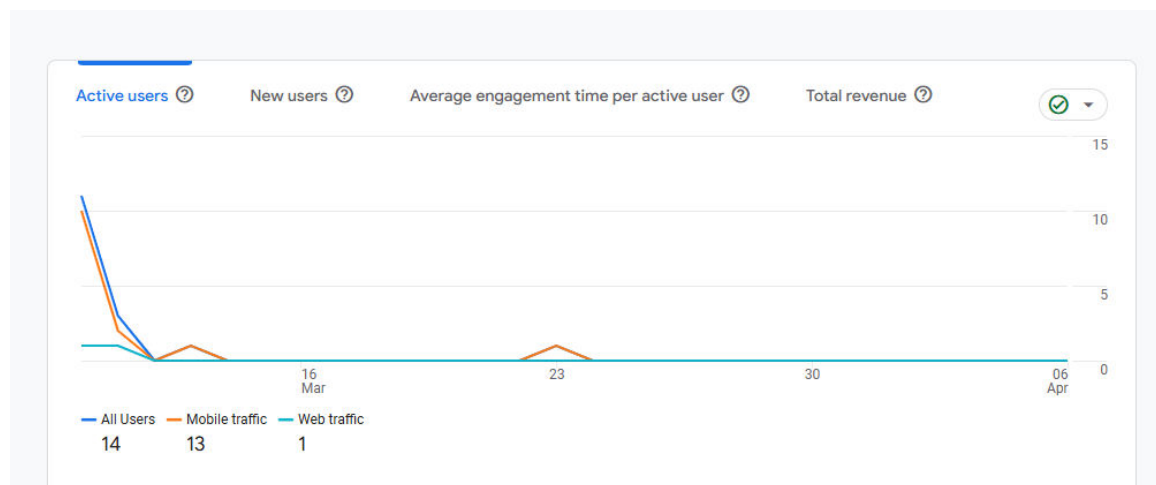 Active users New users Average engagement time per active user Total revenue
15
10
5
0
16 23 30 06
Mar Apr
All Users Mobile traffic Web traffic
14 13 1